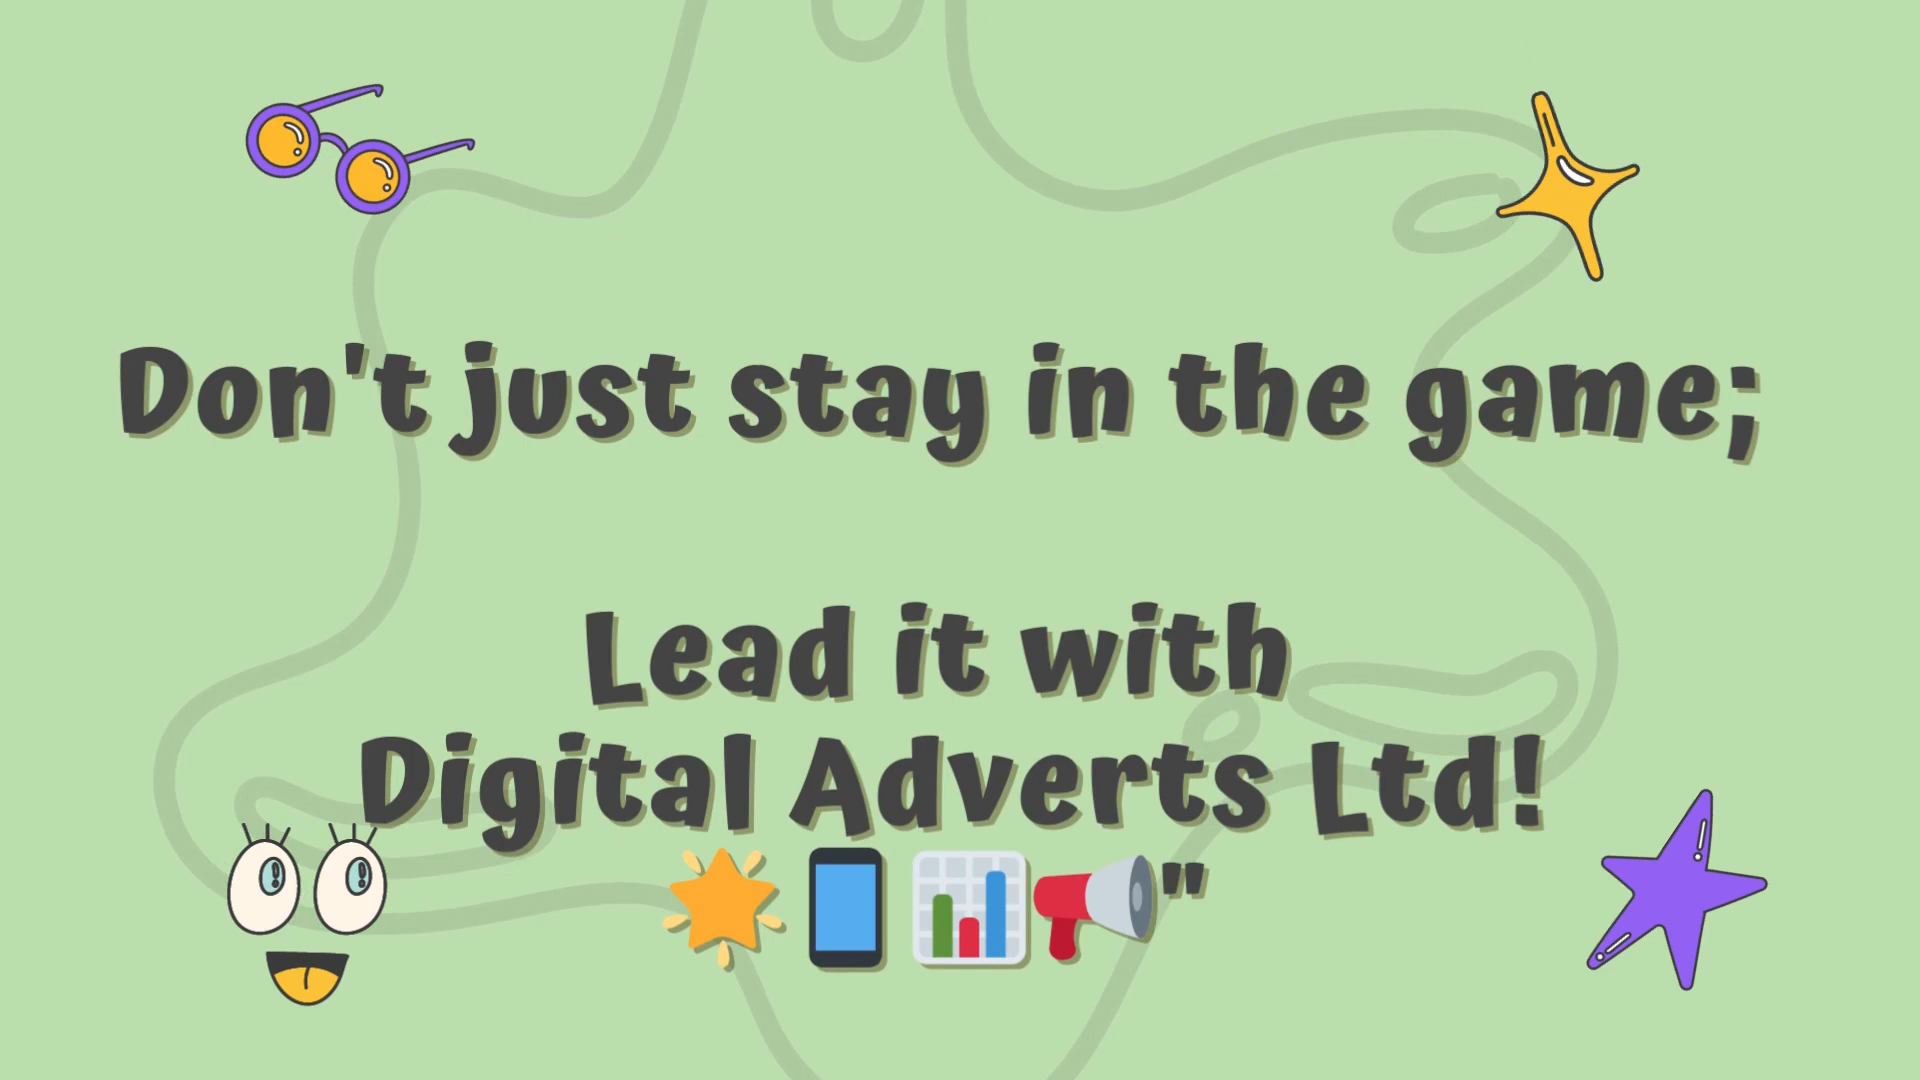 Don't just stay in the game;
Lead it with
Digital Adverts Ltd!
🌟📱📊📢"